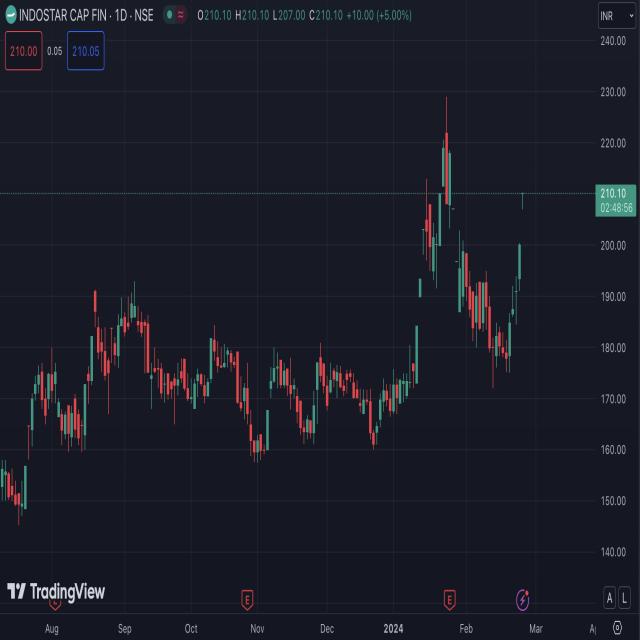 INDOSTAR CAP FIN · 1D · NSE O210.10 H210.10 L207.00 C210.10 +10.00 (+5.00%)
INR
210.00 0.05 210.05
240.00
230.00
220.00
210.10
02:48:56
200.00
190.00
180.00
170.00
160.00
150.00
140.00
TradingView
E E
A L
Aug Sep Oct Nov Dec 2024 Feb Mar